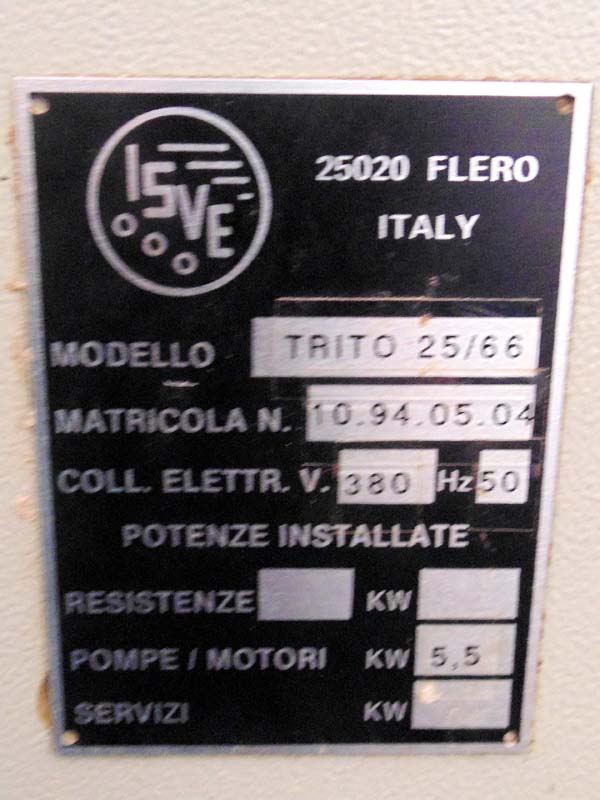 ISVE
25020 FLERO
ITALY
MODELLO TRITO 25/66
MATRICOLA N. 10.94.05.04
COLL. ELETTR. V. 380 Hz 50
POTENZE INSTALLATE
RESISTENZE KW
POMPE / MOTORI KW 5,5
SERVIZI KW